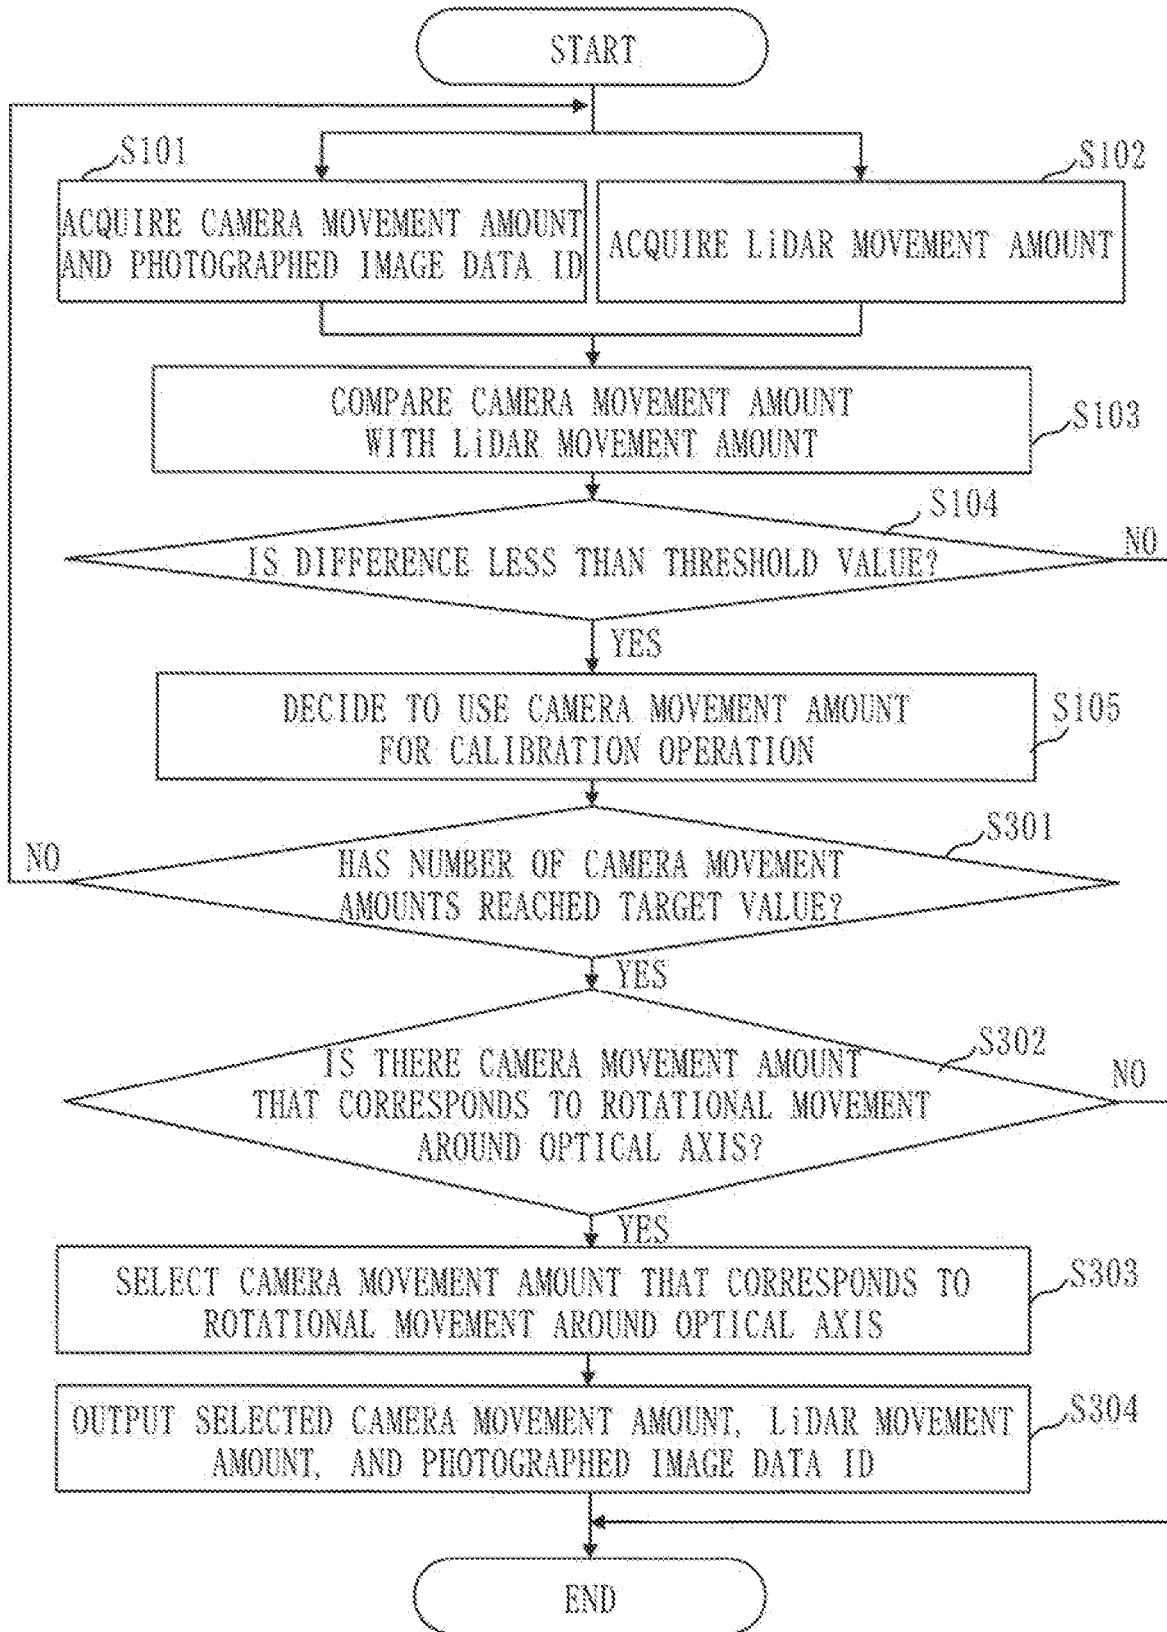 START
S101
S102
ACQUIRE CAMERA MOVEMENT AMOUNT
AND PHOTOGRAPHED IMAGE DATA ID
ACQUIRE LiDAR MOVEMENT AMOUNT
COMPARE CAMERA MOVEMENT AMOUNT
WITH LiDAR MOVEMENT AMOUNT
S103
S104
IS DIFFERENCE LESS THAN THRESHOLD VALUE?
NO
YES
DECIDE TO USE CAMERA MOVEMENT AMOUNT
FOR CALIBRATION OPERATION
S105
S301
NO
HAS NUMBER OF CAMERA MOVEMENT
AMOUNTS REACHED TARGET VALUE?
YES
S302
IS THERE CAMERA MOVEMENT AMOUNT
THAT CORRESPONDS TO ROTATIONAL MOVEMENT
AROUND OPTICAL AXIS?
NO
YES
SELECT CAMERA MOVEMENT AMOUNT THAT CORRESPONDS TO
ROTATIONAL MOVEMENT AROUND OPTICAL AXIS
S303
OUTPUT SELECTED CAMERA MOVEMENT AMOUNT, LiDAR MOVEMENT
AMOUNT, AND PHOTOGRAPHED IMAGE DATA ID
S304
END